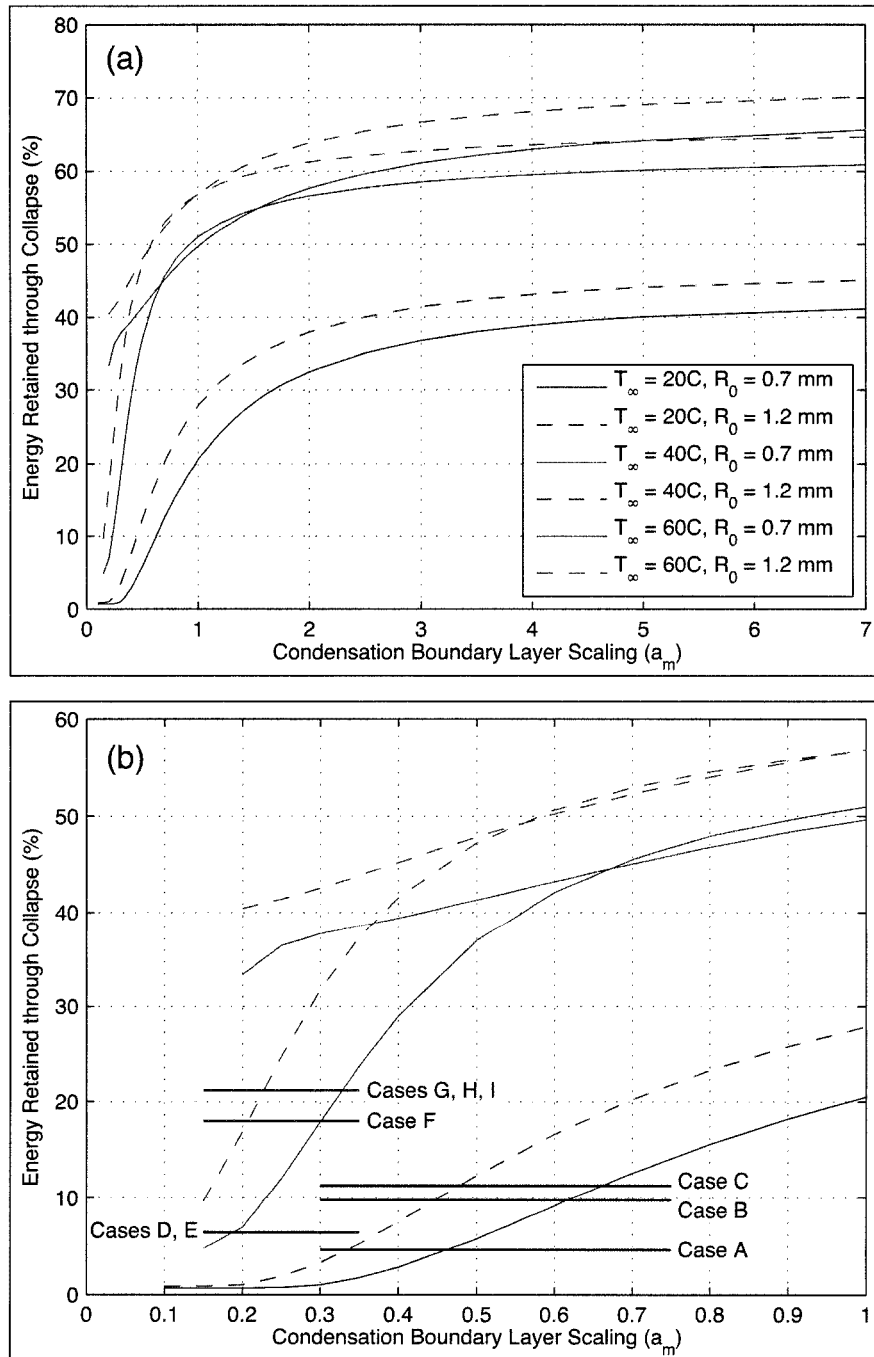 (a)
80
70
60
50
40
30
20
10
0
Energy Retained through Collapse (%)
T∞ = 20C, R0 = 0.7 mm
T∞ = 20C, R0 = 1.2 mm
T∞ = 40C, R0 = 0.7 mm
T∞ = 40C, R0 = 1.2 mm
T∞ = 60C, R0 = 0.7 mm
T∞ = 60C, R0 = 1.2 mm
0 1 2 3 4 5 6 7
Condensation Boundary Layer Scaling (am)
(b)
60
50
40
30
20
10
0
Energy Retained through Collapse (%)
Cases G, H, I
Case F
Case C
Case B
Cases D, E
Case A
0 0.1 0.2 0.3 0.4 0.5 0.6 0.7 0.8 0.9 1
Condensation Boundary Layer Scaling (am)